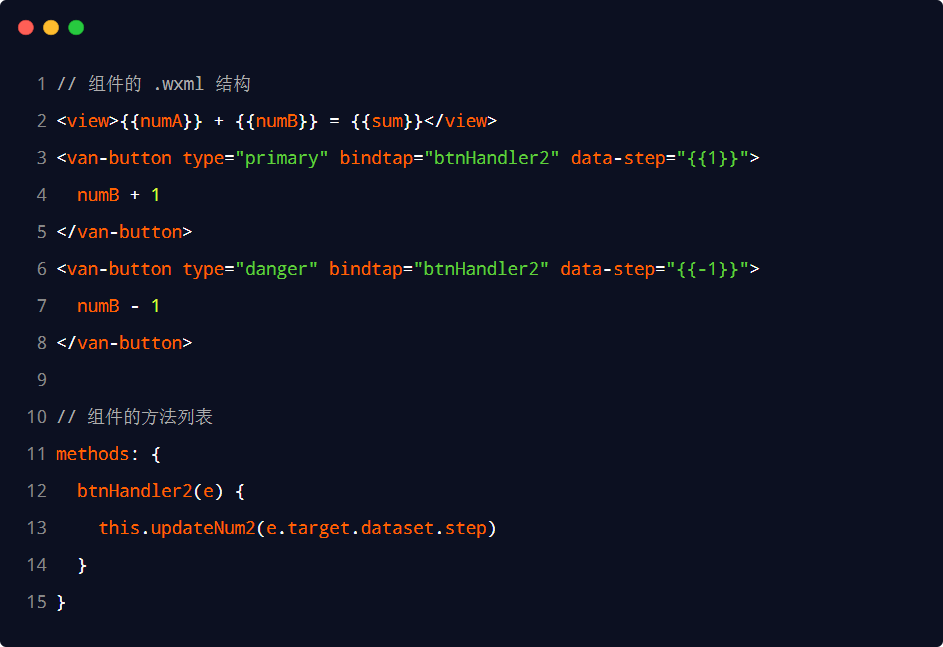 1 // 组件的 .wxml 结构
2 <view>{{numA}} + {{numB}} = {{sum}}</view>
3 <van-button type="primary" bindtap="btnHandler2" data-step="{{1}}">
4   numB + 1
5 </van-button>
6 <van-button type="danger" bindtap="btnHandler2" data-step="{{-1}}">
7   numB - 1
8 </van-button>
9
10 // 组件的方法列表
11 methods: {
12   btnHandler2(e) {
13     this.updateNum2(e.target.dataset.step)
14   }
15 }